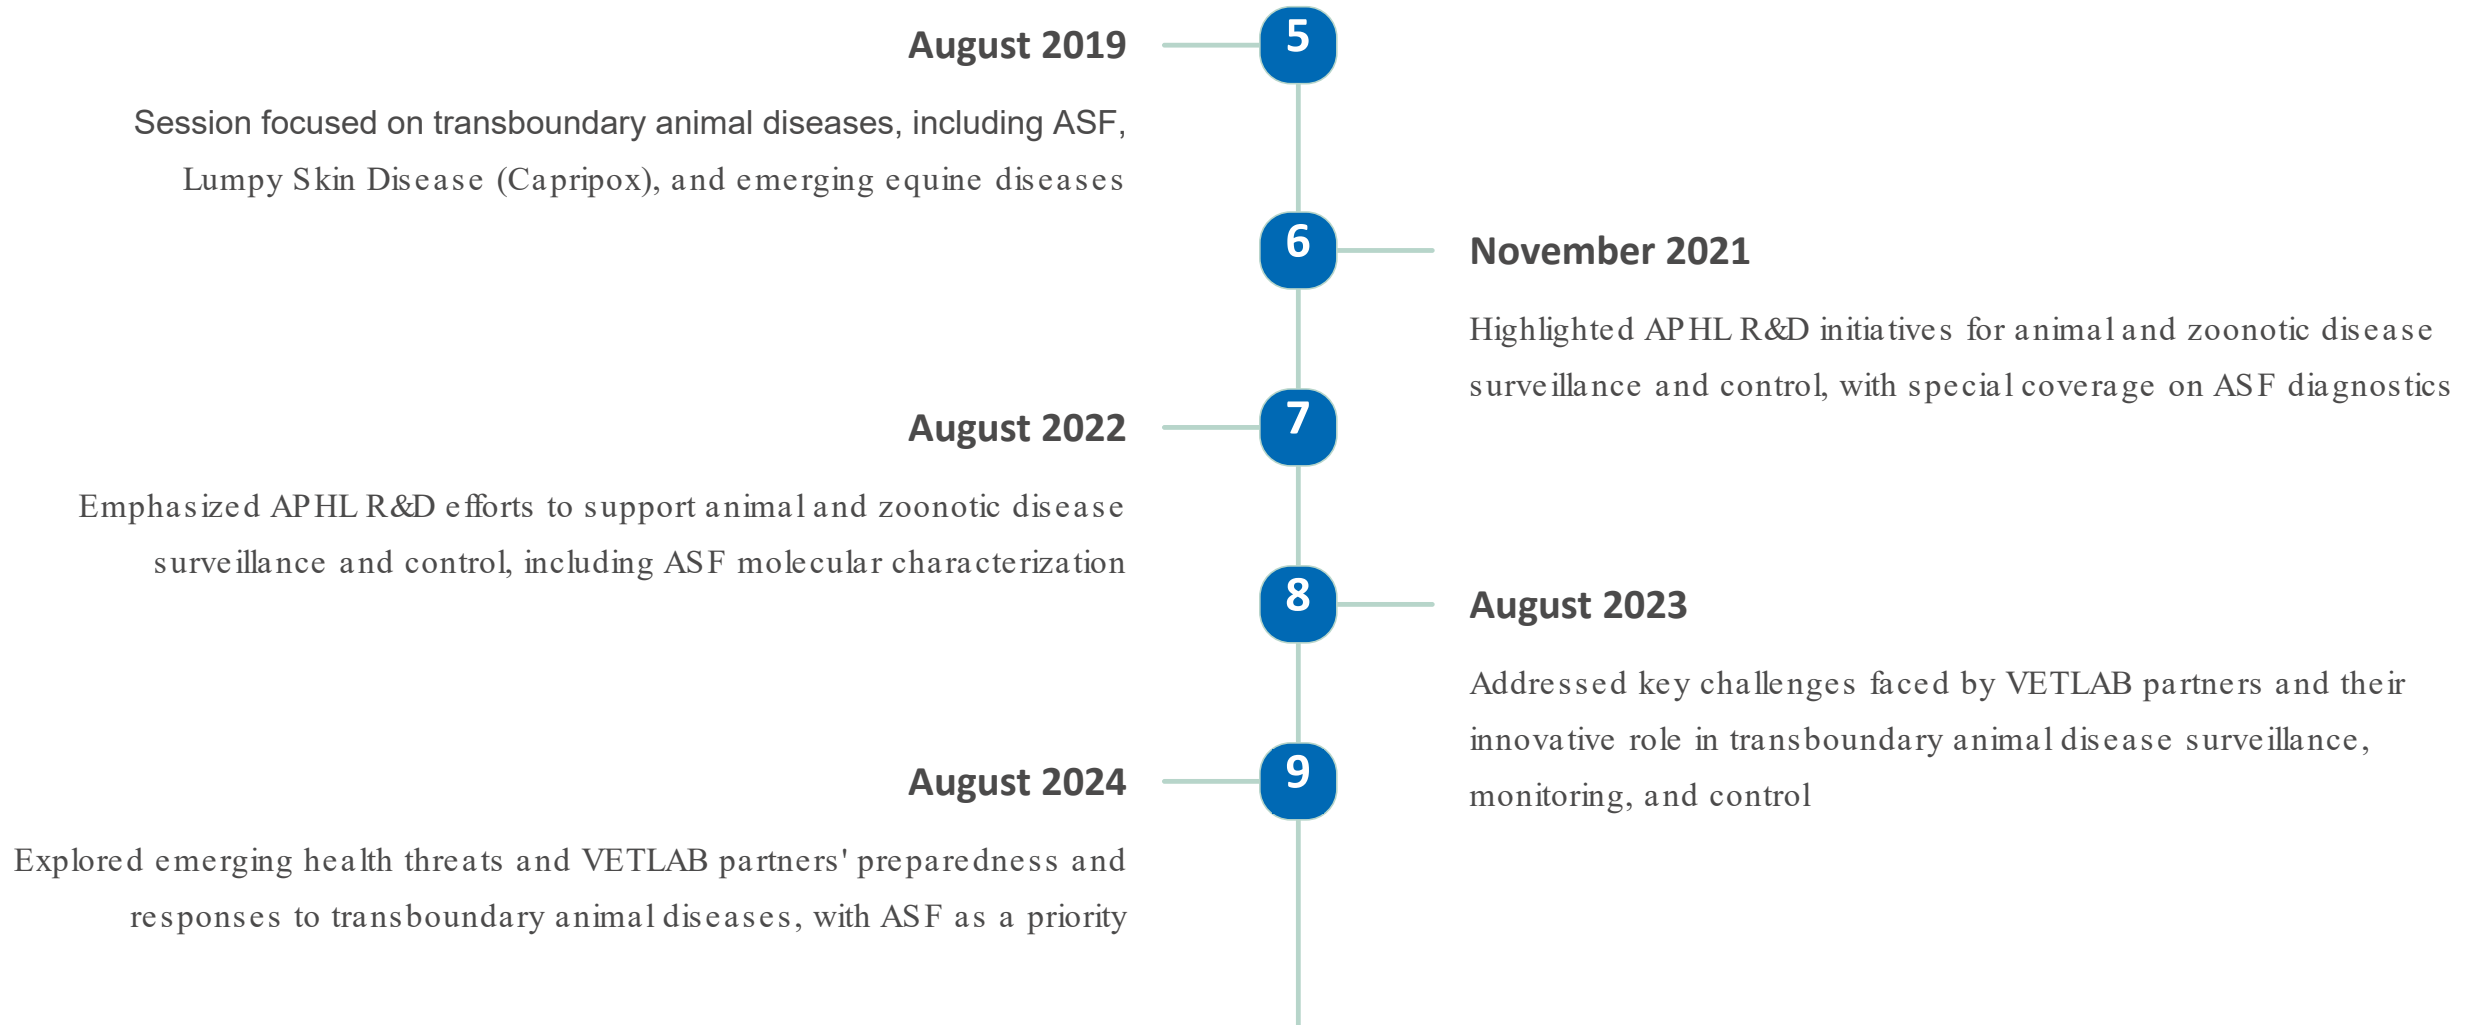 5
August 2019
Session focused on transboundary animal diseases, including ASF,
Lumpy Skin Disease (Capripox), and emerging equine diseases
6
November 2021
Highlighted APHL R&D initiatives for animal and zoonotic disease
surveillance and control, with special coverage on ASF diagnostics
7
August 2022
Emphasized APHL R&D efforts to support animal and zoonotic disease
surveillance and control, including ASF molecular characterization
8
August 2023
Addressed key challenges faced by VETLAB partners and their
innovative role in transboundary animal disease surveillance,
monitoring, and control
9
August 2024
Explored emerging health threats and VETLAB partners' preparedness and
responses to transboundary animal diseases, with ASF as a priority